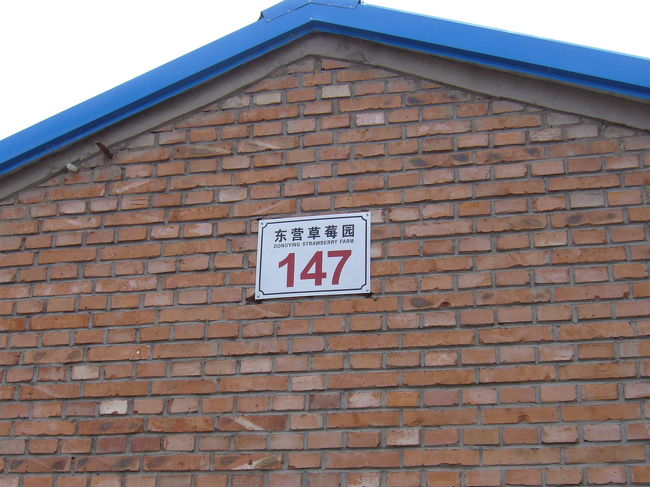 东营草莓园
DONGYING STRAWBERRY FARM
147